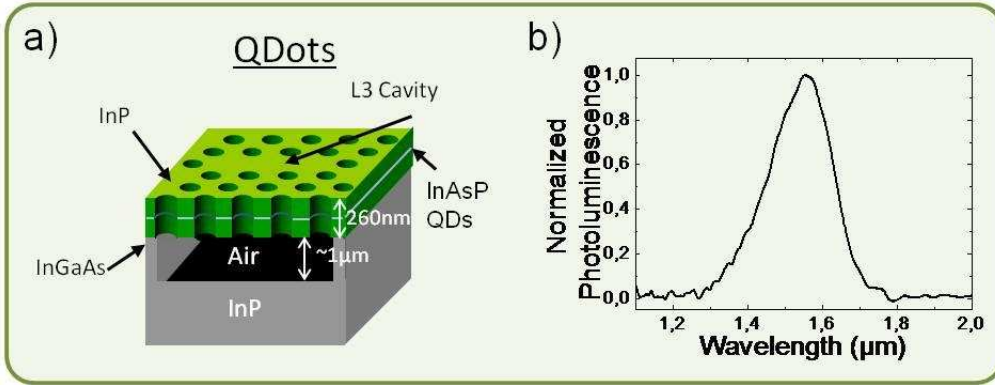 a)
QDots
L3 Cavity
InP
InAsP
QDs
260nm
~1µm
Air
InGaAs
InP
b)
Normalized
Photoluminescence
1,0
0,8
0,6
0,4
0,2
0,0
1,2 1,4 1,6 1,8 2,0
Wavelength (µm)